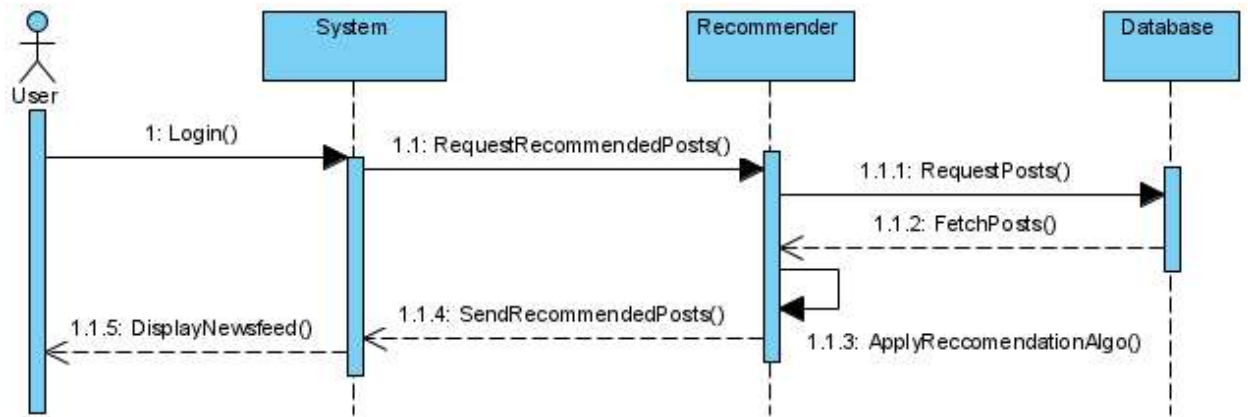 System
Recommender
Database
User
1: Login()
1.1: RequestRecommendedPosts()
1.1.1: RequestPosts()
1.1.2: FetchPosts()
1.1.4: SendRecommendedPosts()
1.1.5: DisplayNewsfeed()
1.1.3: ApplyReccomendationAlgo()